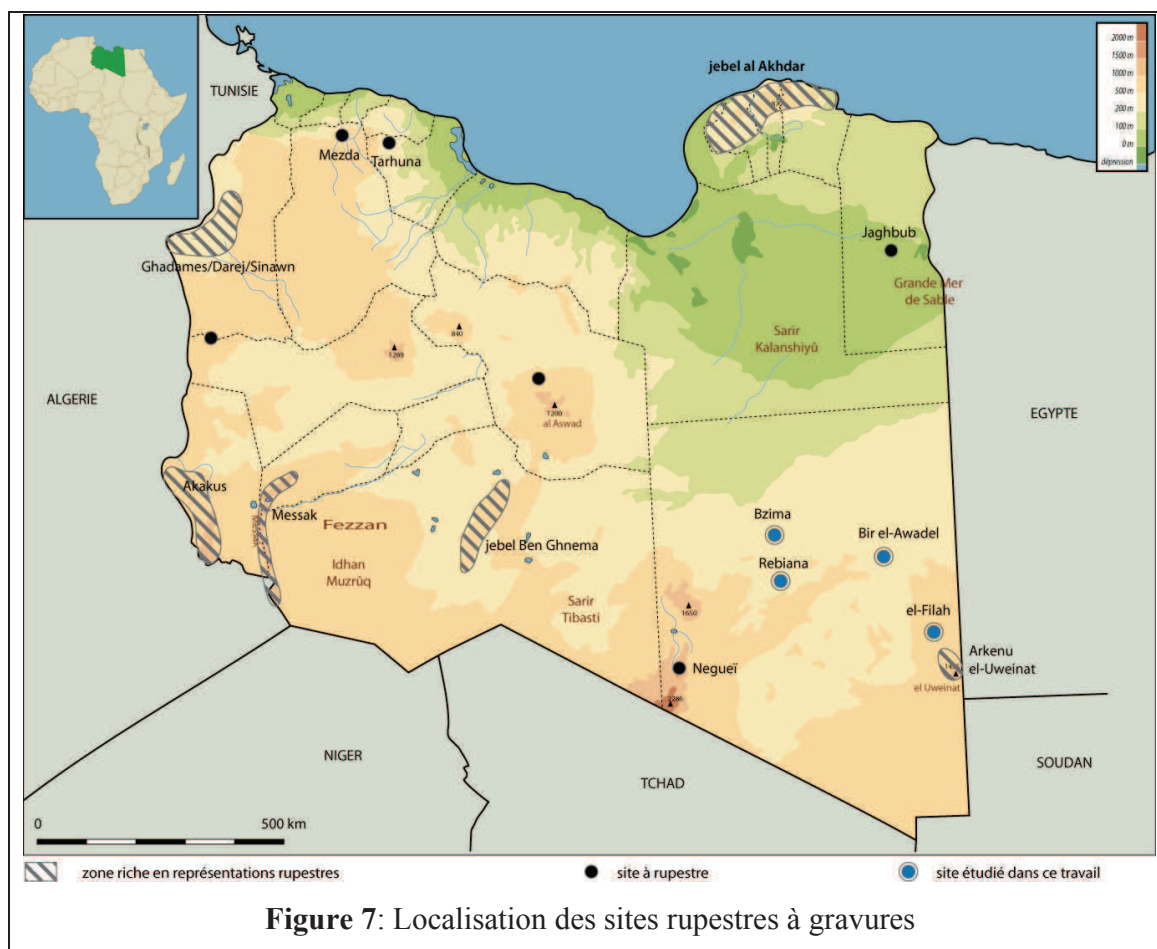 TUNISIE
jebel al Akhdar
2000 m
1500 m
1000 m
500 m
200 m
100 m
0 m
dépression
Mezda
Tarhuna
Ghadames/Darej/Sinawn
Jaghbub
Grande Mer
de Sable
Sarir
Kalanshiyû
840
1289
1200
al Aswad
ALGERIE
EGYPTE
Akakus
Messak
Messak
Fezzan
Idhan
Muzrûq
jebel Ben Ghnema
Bzima
Rebiana
Bir el-Awadel
el-Filah
Sarir
Tibasti
1650
Negueï
Arkenu
el-Uweinat
el Uweinat
NIGER
TCHAD
SOUDAN
0 500 km
zone riche en représentations rupestres site à rupestre site étudié dans ce travail
Figure 7: Localisation des sites rupestres à gravures